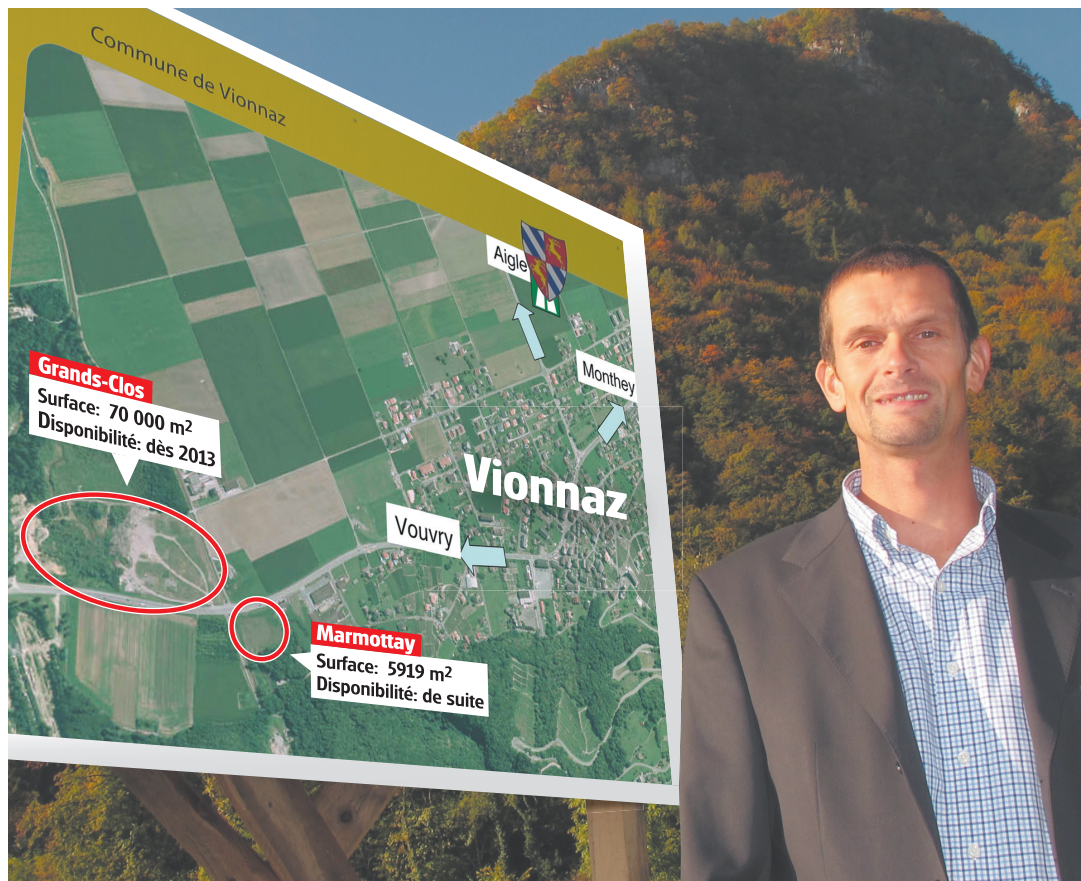 Commune de Vionnaz
Aigle
Monthey
Grands-Clos
Surface: 70 000 m²
Disponibilité: dès 2013
Vionnaz
Vouvry
Marmottay
Surface: 5919 m²
Disponibilité: de suite